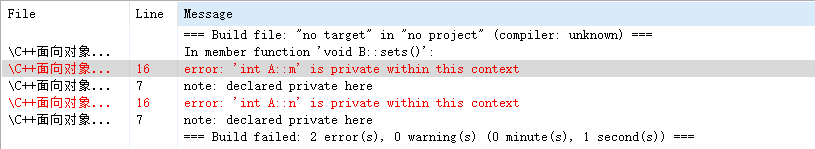 File Line Message
=== Build file: "no target" in "no project" (compiler: unknown) ===
\C++面向对象... In member function 'void B::sets()':
\C++面向对象... 16 error: 'int A::m' is private within this context
\C++面向对象... 7 note: declared private here
\C++面向对象... 16 error: 'int A::n' is private within this context
\C++面向对象... 7 note: declared private here
=== Build failed: 2 error(s), 0 warning(s) (0 minute(s), 1 second(s)) ===